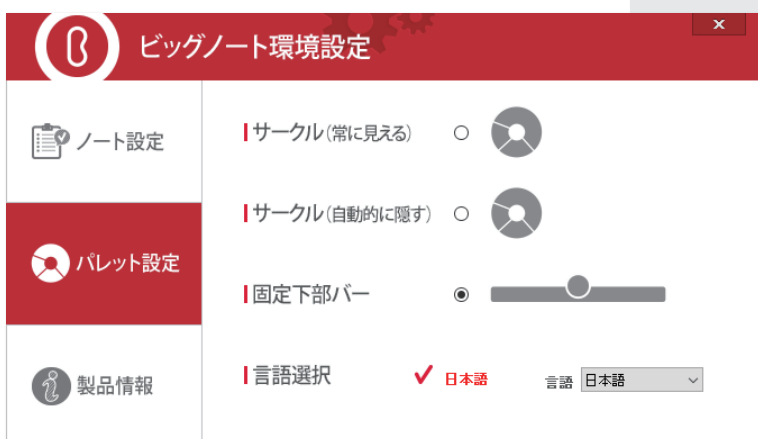 ビッグノート環境設定
x
ノート設定
サークル(常に見える)
サークル(自動的に隠す)
パレット設定
固定下部バー
言語選択
日本語
言語 日本語
製品情報